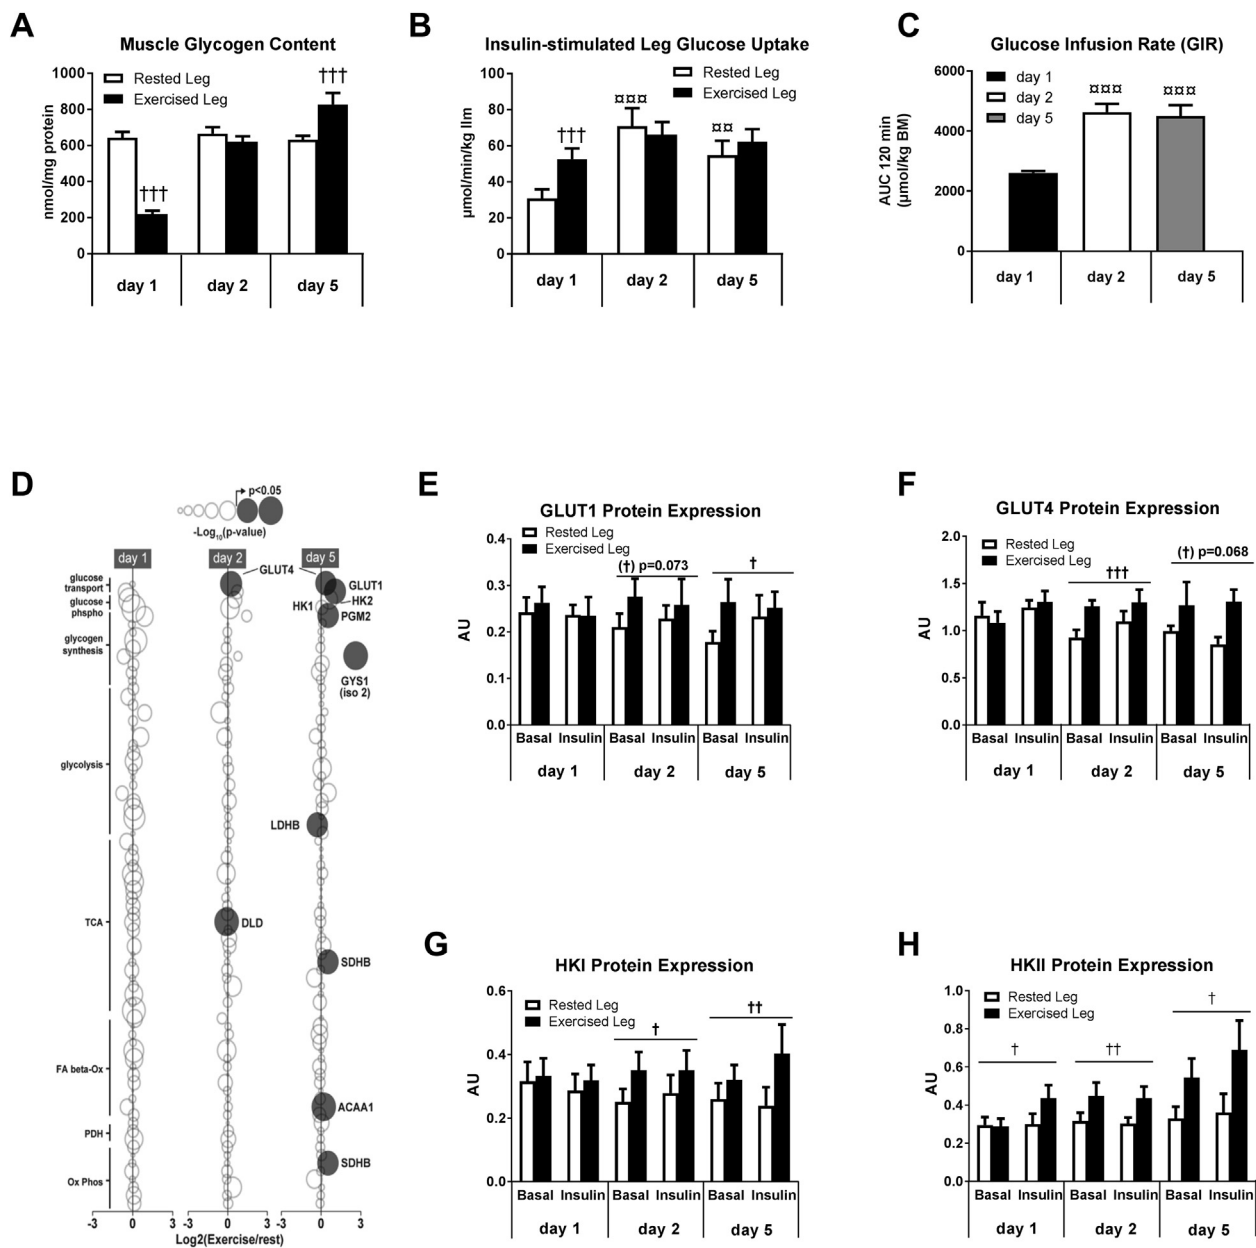 A
Muscle Glycogen Content
1000
800
600
400
200
0
nmol/mg protein
Rested Leg
Exercised Leg
†††
†††
day 1
day 2
day 5
B
Insulin-stimulated Leg Glucose Uptake
100
80
60
40
20
0
µmol/min/kg llm
Rested Leg
Exercised Leg
†††
¤¤¤
¤¤
day 1
day 2
day 5
C
Glucose Infusion Rate (GIR)
6000
4000
2000
0
AUC 120 min
(µmol/kg BM)
day 1
day 2
day 5
¤¤¤
¤¤¤
day 1
day 2
day 5
D
p<0.05
-Log10(p-value)
day 1
day 2
day 5
glucose
transport
glucose
phospho
glycogen
synthesis
glycolysis
TCA
FA beta-Ox
PDH
Ox Phos
GLUT4
GLUT1
HK1
HK2
PGM2
GYS1
(iso 2)
LDHB
DLD
SDHB
ACAA1
SDHB
-3 0 3
-3 0 3
-3 0 3
Log2(Exercise/rest)
E
GLUT1 Protein Expression
0.4
0.3
0.2
0.1
0.0
AU
Rested Leg
Exercised Leg
(†) p=0.073
†
Basal Insulin Basal Insulin Basal Insulin
day 1
day 2
day 5
F
GLUT4 Protein Expression
2.0
1.5
1.0
0.5
0.0
AU
Rested Leg
Exercised Leg
†††
(†) p=0.068
Basal Insulin Basal Insulin Basal Insulin
day 1
day 2
day 5
G
HKI Protein Expression
0.6
0.4
0.2
0.0
AU
Rested Leg
Exercised Leg
†
††
Basal Insulin Basal Insulin Basal Insulin
day 1
day 2
day 5
H
HKII Protein Expression
1.0
0.8
0.6
0.4
0.2
0.0
AU
Rested Leg
Exercised Leg
†
††
†
Basal Insulin Basal Insulin Basal Insulin
day 1
day 2
day 5